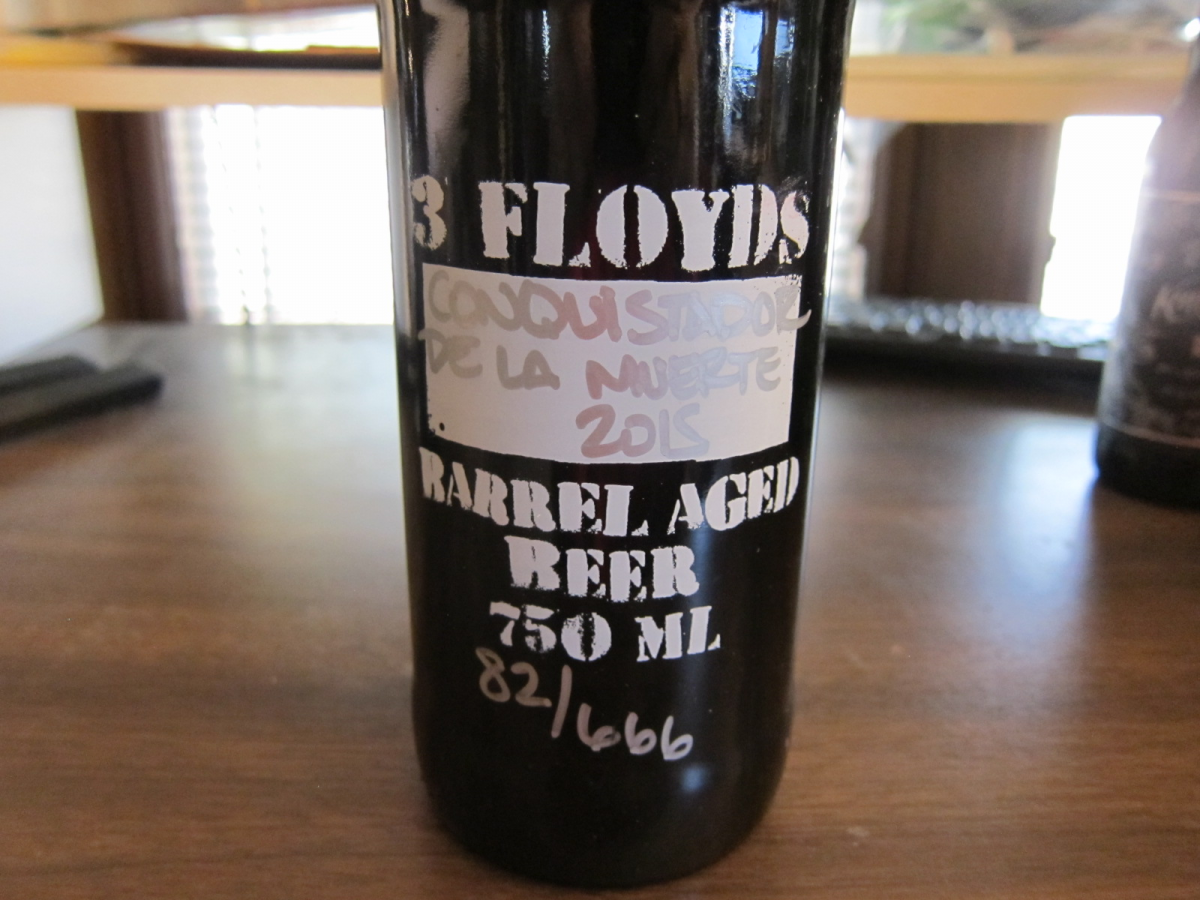 3 FLOYDS
CONQUISTADOR
DE LA MUERTE
2015
BARREL AGED
BEER
750 ML
82/666